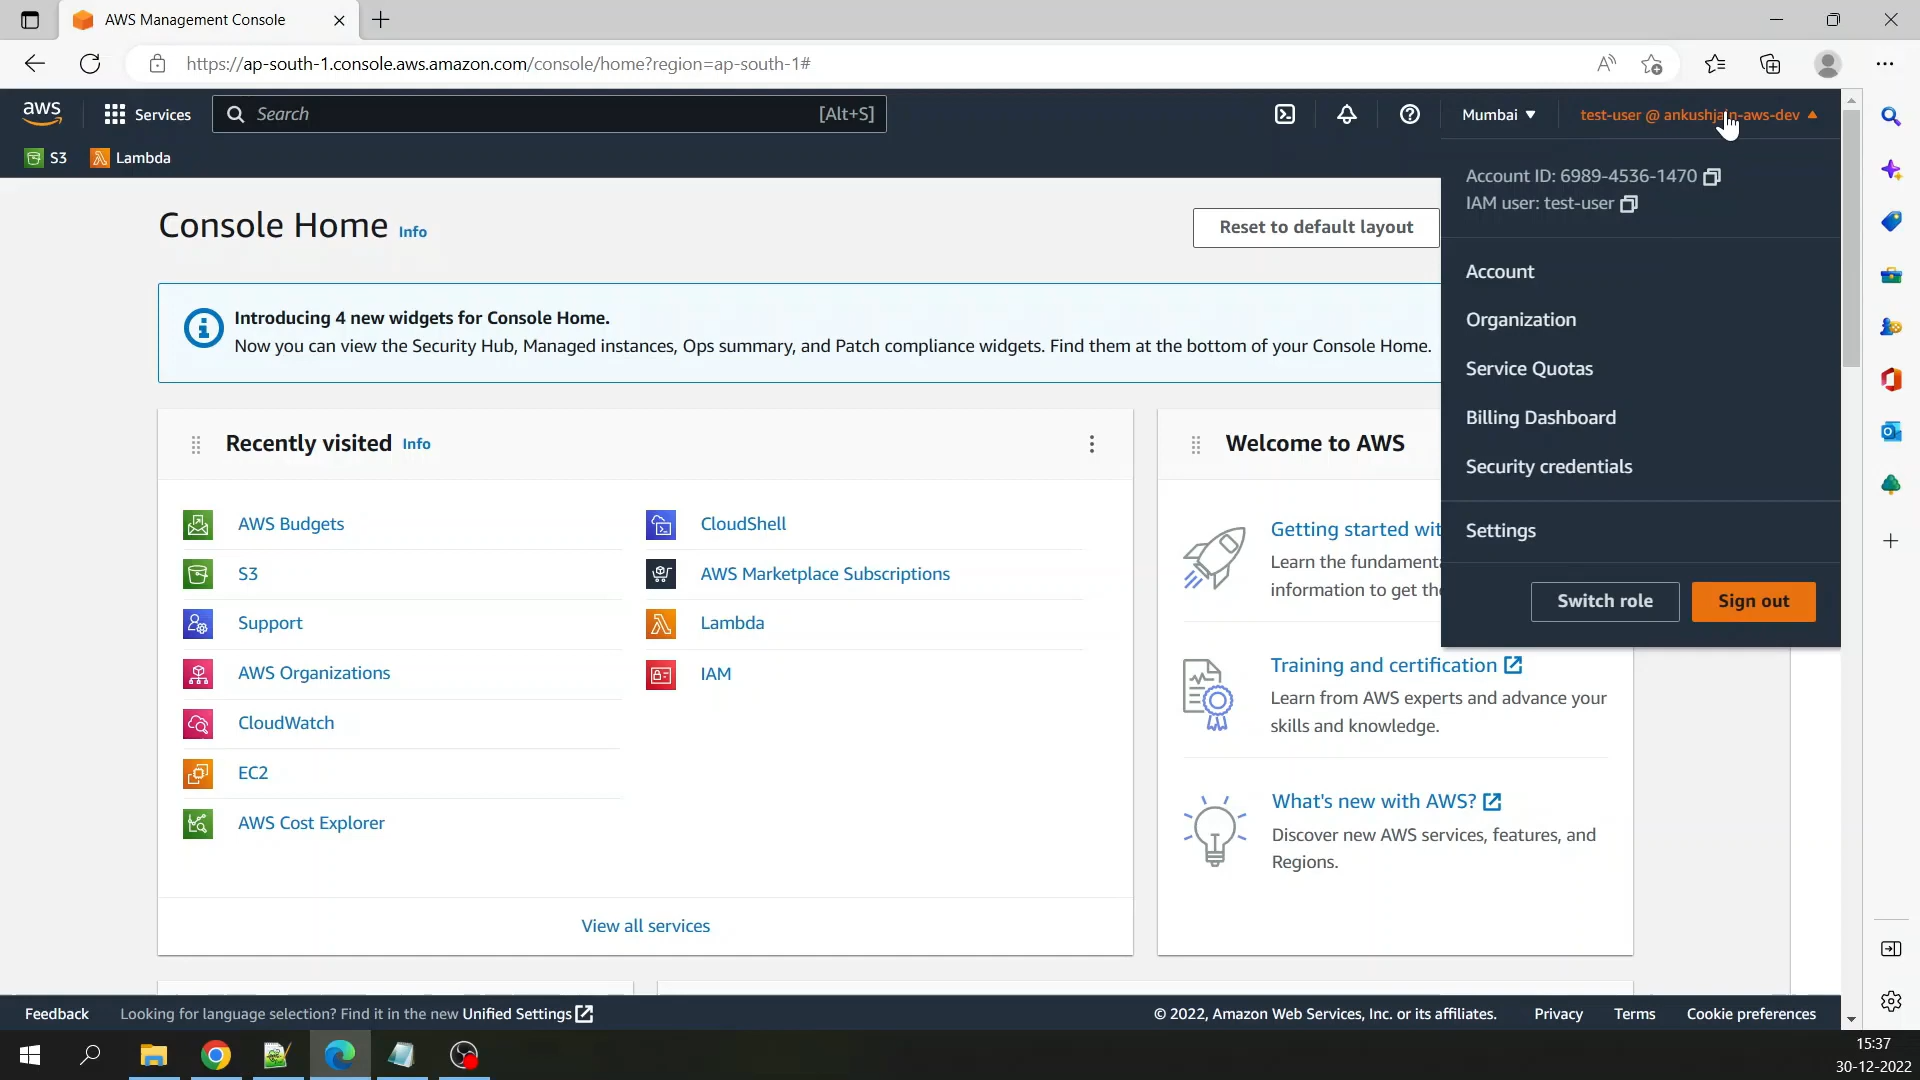 AWS Management Console
https://ap-south-1.console.aws.amazon.com/console/home?region=ap-south-1#
aws
Services
Search
[Alt+S]
Mumbai
test-user @ ankushjain-aws-dev
S3
Lambda
Account ID: 6989-4536-1470
IAM user: test-user
Account
Organization
Service Quotas
Billing Dashboard
Security credentials
Settings
Switch role
Sign out
Console Home
Info
Reset to default layout
Introducing 4 new widgets for Console Home.
Now you can view the Security Hub, Managed instances, Ops summary, and Patch compliance widgets. Find them at the bottom of your Console Home.
Recently visited
Info
AWS Budgets
S3
Support
AWS Organizations
CloudWatch
EC2
AWS Cost Explorer
CloudShell
AWS Marketplace Subscriptions
Lambda
IAM
View all services
Welcome to AWS
Getting started wit
Learn the fundament
information to get th
Training and certification
Learn from AWS experts and advance your
skills and knowledge.
What's new with AWS?
Discover new AWS services, features, and
Regions.
Feedback
Looking for language selection? Find it in the new Unified Settings
© 2022, Amazon Web Services, Inc. or its affiliates.
Privacy
Terms
Cookie preferences
15:37
30-12-2022